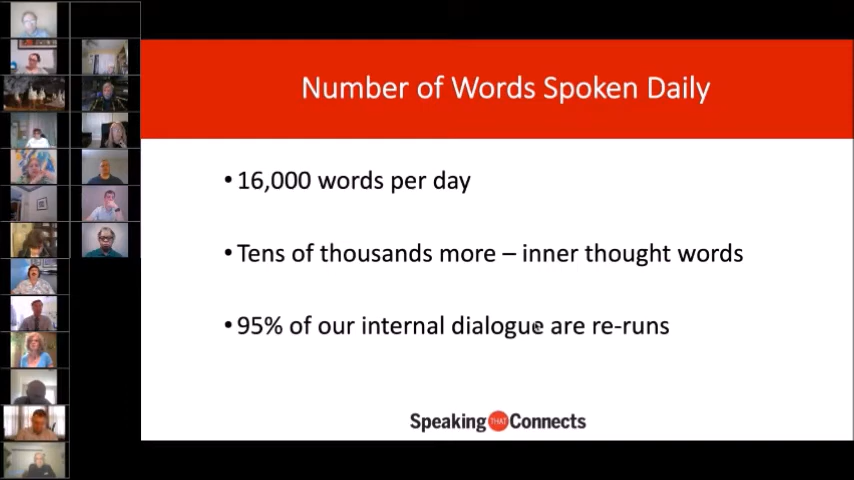 Number of Words Spoken Daily
•16,000 words per day
•Tens of thousands more – inner thought words
•95% of our internal dialogue are re-runs
Speaking THAT Connects